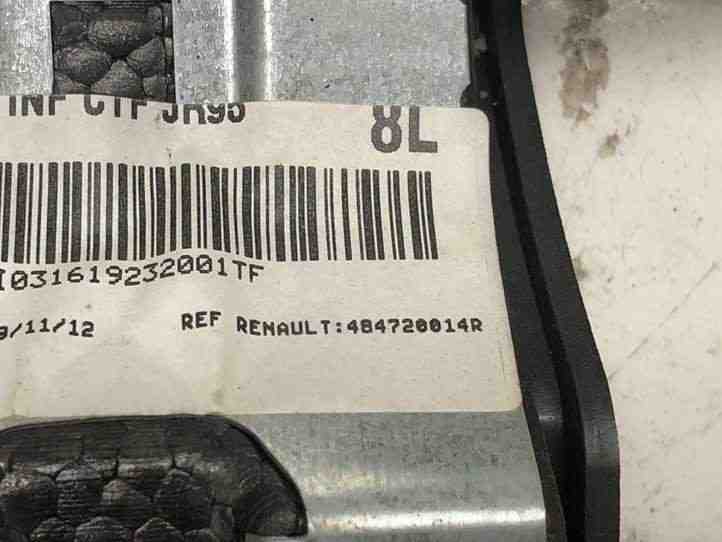 INF CTF JR95 8L
I031619232001TF
9/11/12 REF RENAULT:484720014R